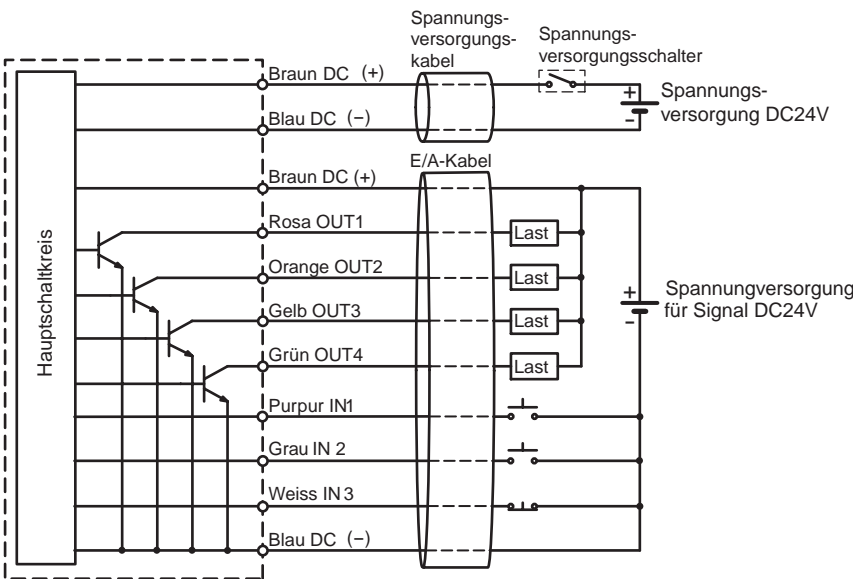 Spannungs-
versorgungs-
kabel
Spannungs-
versorgungsschalter
Braun DC (+)
+
-
Spannungs-
versorgung DC24V
Blau DC (−)
E/A-Kabel
Braun DC (+)
Hauptschaltkreis
Rosa OUT1
Last
Orange OUT2
Last
+
-
Spannungversorgung
für Signal DC24V
Gelb OUT3
Last
Grün OUT4
Last
Purpur IN1
Grau IN 2
Weiss IN 3
Blau DC (−)